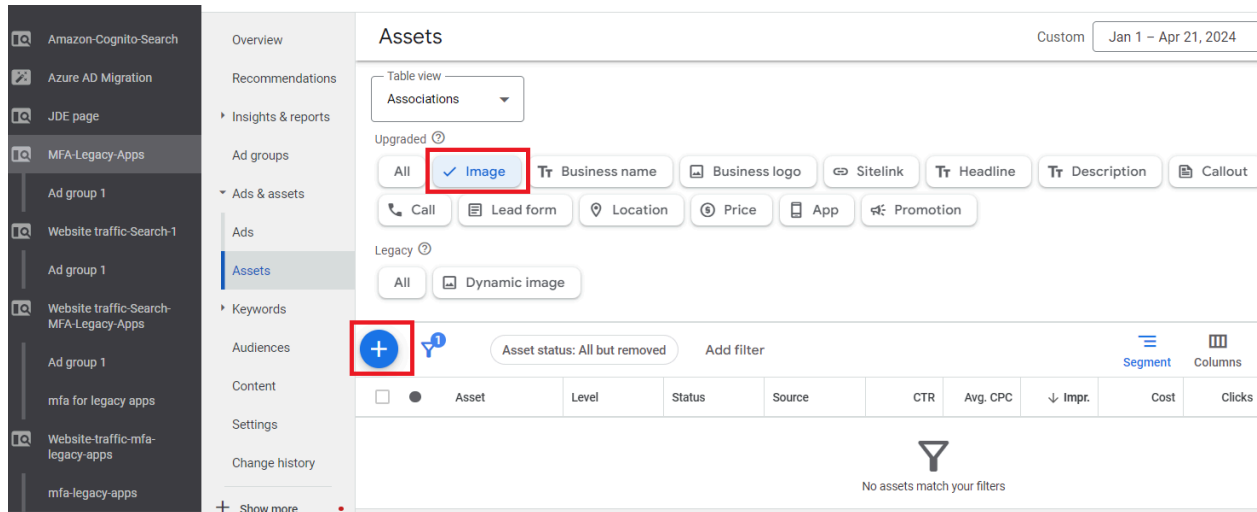 Amazon-Cognito-Search
Azure AD Migration
JDE page
MFA-Legacy-Apps
Ad group 1
Website traffic-Search-1
Ad group 1
Website traffic-Search-
MFA-Legacy-Apps
Ad group 1
mfa for legacy apps
Website-traffic-mfa-
legacy-apps
mfa-legacy-apps
Overview
Recommendations
Insights & reports
Ad groups
Ads & assets
Ads
Assets
Keywords
Audiences
Content
Settings
Change history
Show more
Assets
Custom Jan 1 – Apr 21, 2024
Table view
Associations
Upgraded
All Image Business name Business logo Sitelink Headline Description Callout
Call Lead form Location Price App Promotion
Legacy
All Dynamic image
1 Asset status: All but removed Add filter Segment Columns
Asset Level Status Source CTR Avg. CPC Impr. Cost Clicks
No assets match your filters